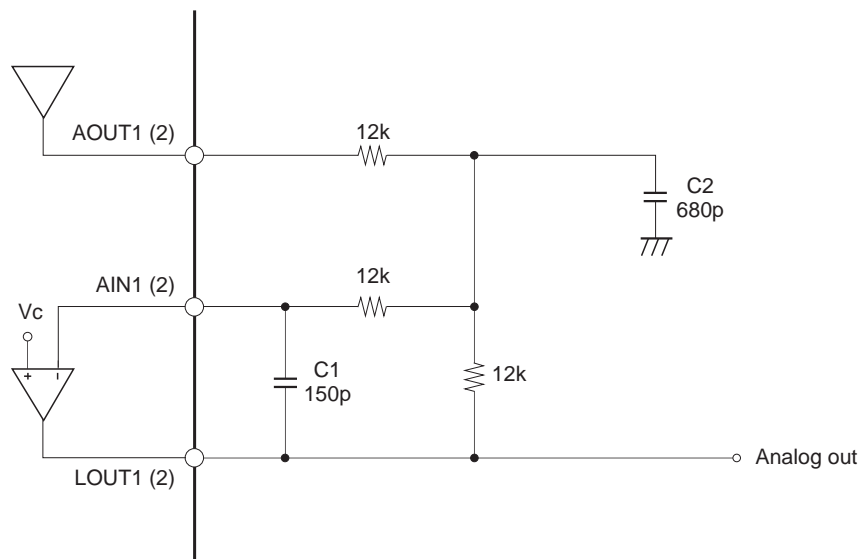 AOUT1 (2)
12k
C2
680p
AIN1 (2)
12k
Vc
+
–
C1
150p
12k
LOUT1 (2)
Analog out